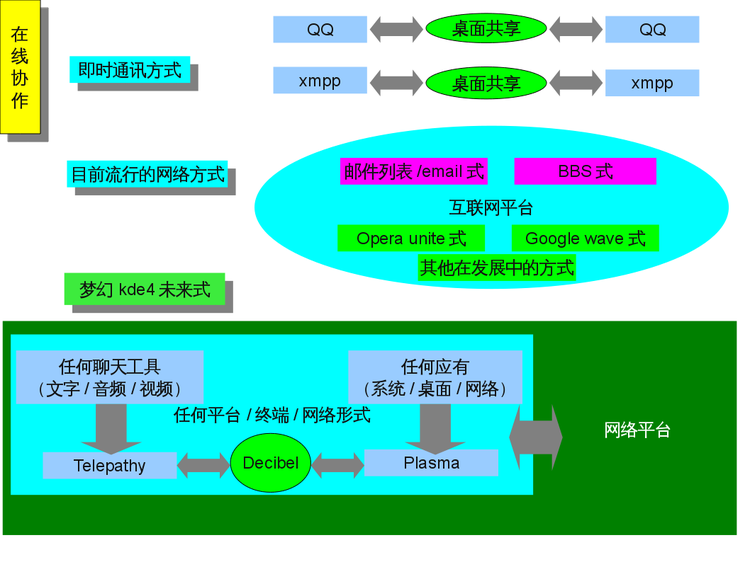 在线协作
QQ
桌面共享
QQ
即时通讯方式
xmpp
桌面共享
xmpp
目前流行的网络方式
邮件列表/email 式
BBS 式
互联网平台
Opera unite 式
Google wave 式
其他在发展中的方式
梦幻 kde4 未来式
任何聊天工具
（文字 / 音频 / 视频）
任何应有
（系统 / 桌面 / 网络）
任何平台 / 终端 / 网络形式
网络平台
Telepathy
Decibel
Plasma